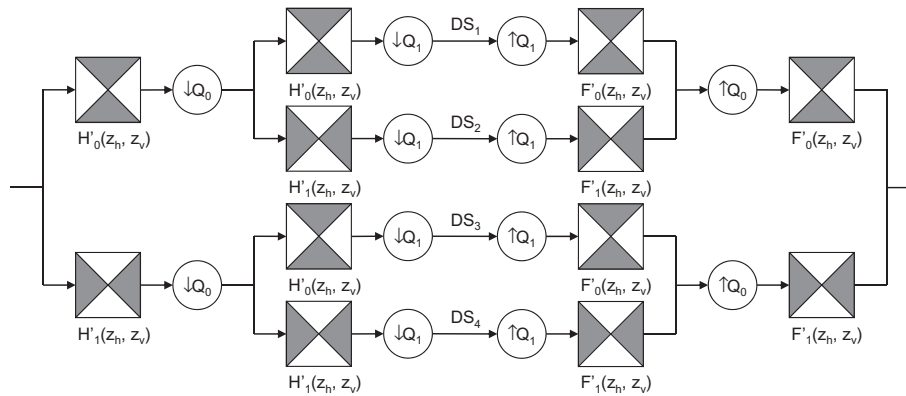 DS₁
↓Q₁
↑Q₁
H'₀(z_h, z_v)
F'₀(z_h, z_v)
↓Q₀
↑Q₀
H'₀(z_h, z_v)
DS₂
F'₀(z_h, z_v)
↓Q₁
↑Q₁
H'₁(z_h, z_v)
F'₁(z_h, z_v)
DS₃
↓Q₁
↑Q₁
H'₀(z_h, z_v)
F'₀(z_h, z_v)
↓Q₀
↑Q₀
H'₁(z_h, z_v)
DS₄
F'₁(z_h, z_v)
↓Q₁
↑Q₁
H'₁(z_h, z_v)
F'₁(z_h, z_v)